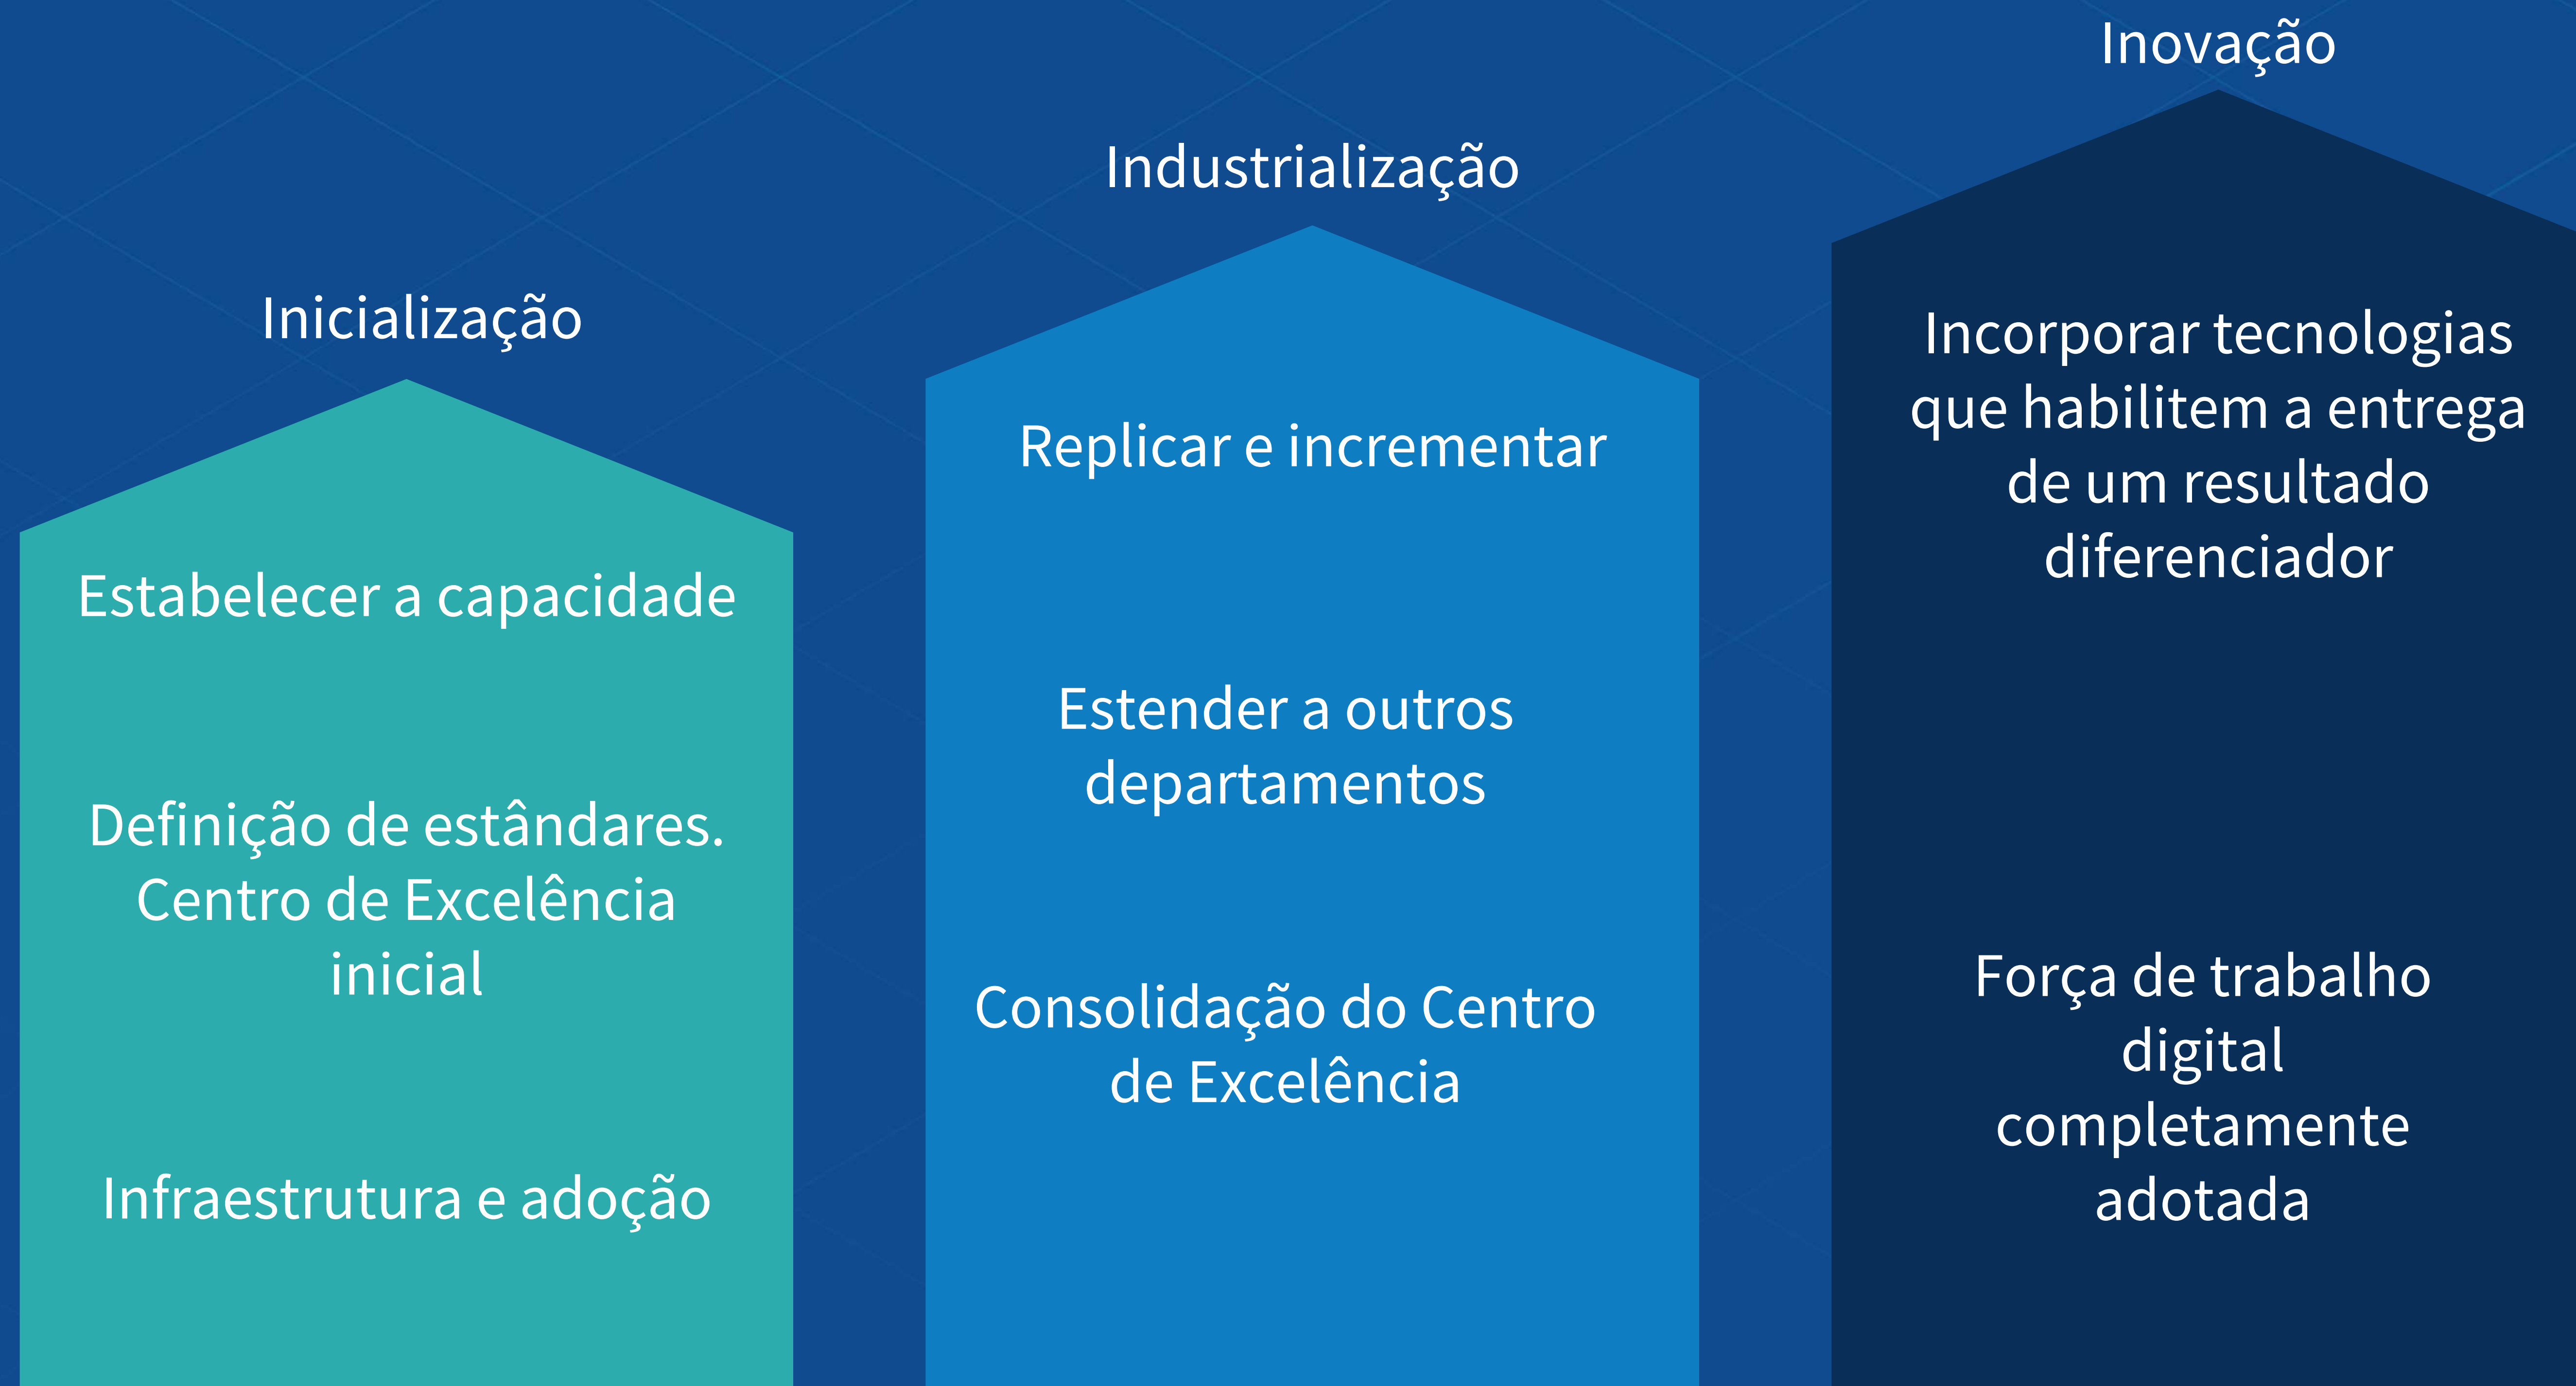 Inicialização
Estabelecer a capacidade
Definição de estândares.
Centro de Excelência
inicial
Infraestrutura e adoção
Industrialização
Replicar e incrementar
Estender a outros
departamentos
Consolidação do Centro
de Excelência
Inovação
Incorporar tecnologias
que habilitem a entrega
de um resultado
diferenciador
Força de trabalho
digital
completamente
adotada